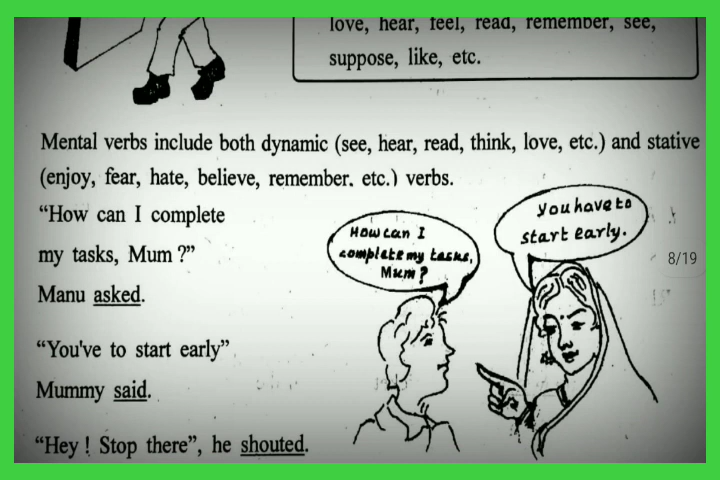 love, hear, feel, read, remember, see,
suppose, like, etc.
Mental verbs include both dynamic (see, hear, read, think, love, etc.) and stative
(enjoy, fear, hate, believe, remember. etc.) verbs.
“How can I complete
my tasks, Mum ?”
Manu asked.
“You've to start early”
Mummy said.
“Hey ! Stop there”, he shouted.
How can I
complete my tasks,
Mum ?
You have to
start early.
8/19